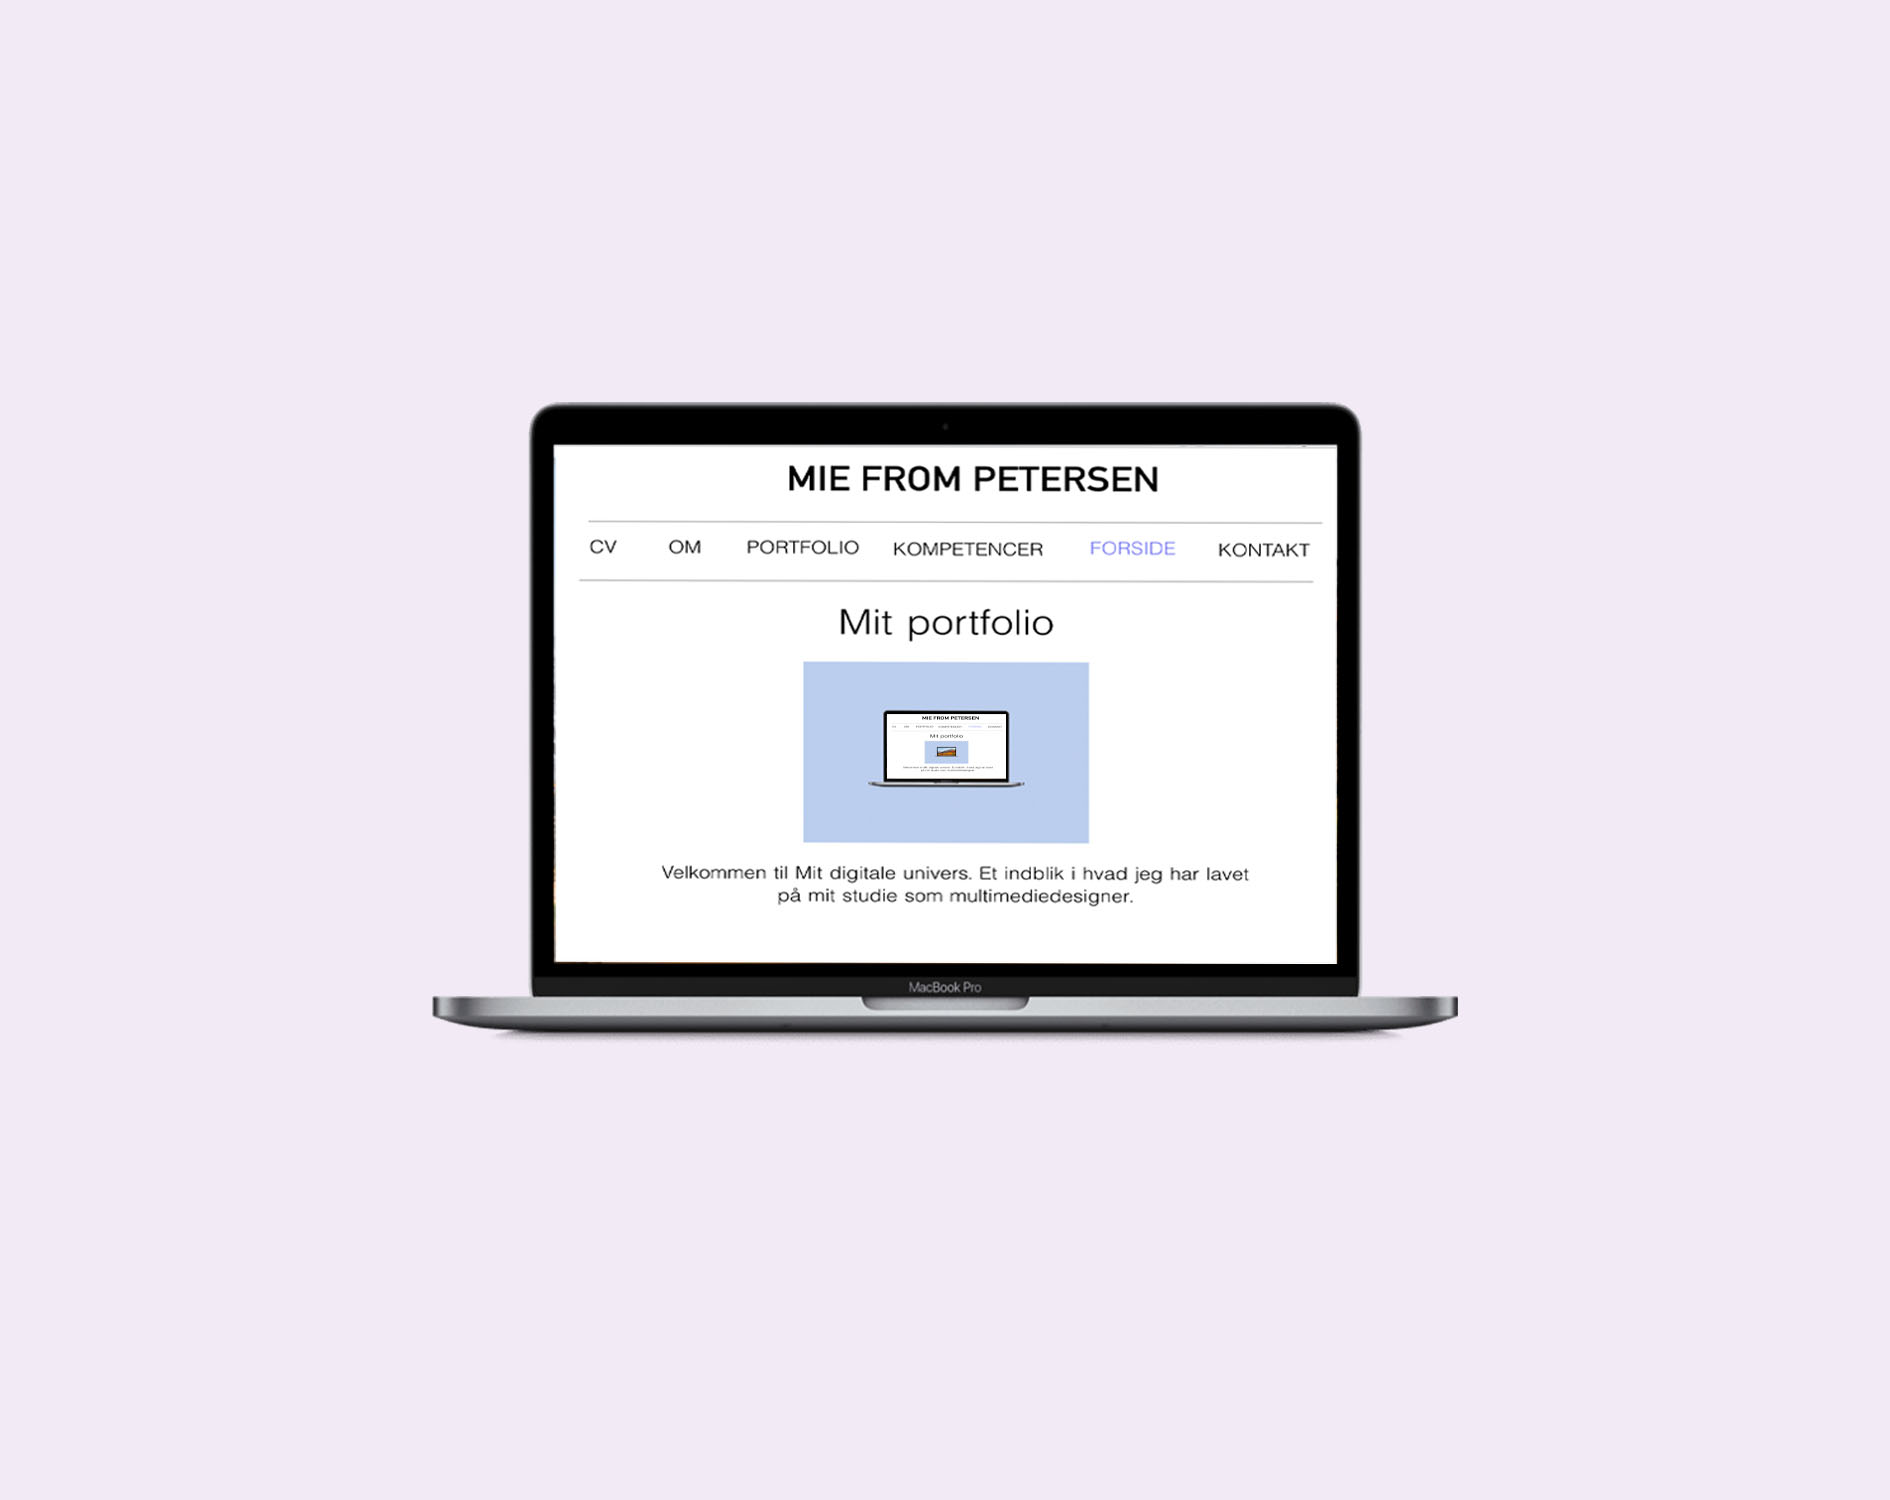 MIE FROM PETERSEN
CV OM PORTFOLIO KOMPETENCER FORSIDE KONTAKT
Mit portfolio
MIE FROM PETERSEN
Mit portfolio
Velkommen til Mit digitale univers. Et indblik i hvad jeg har lavet
på mit studie som multimediedesigner.
MacBook Pro